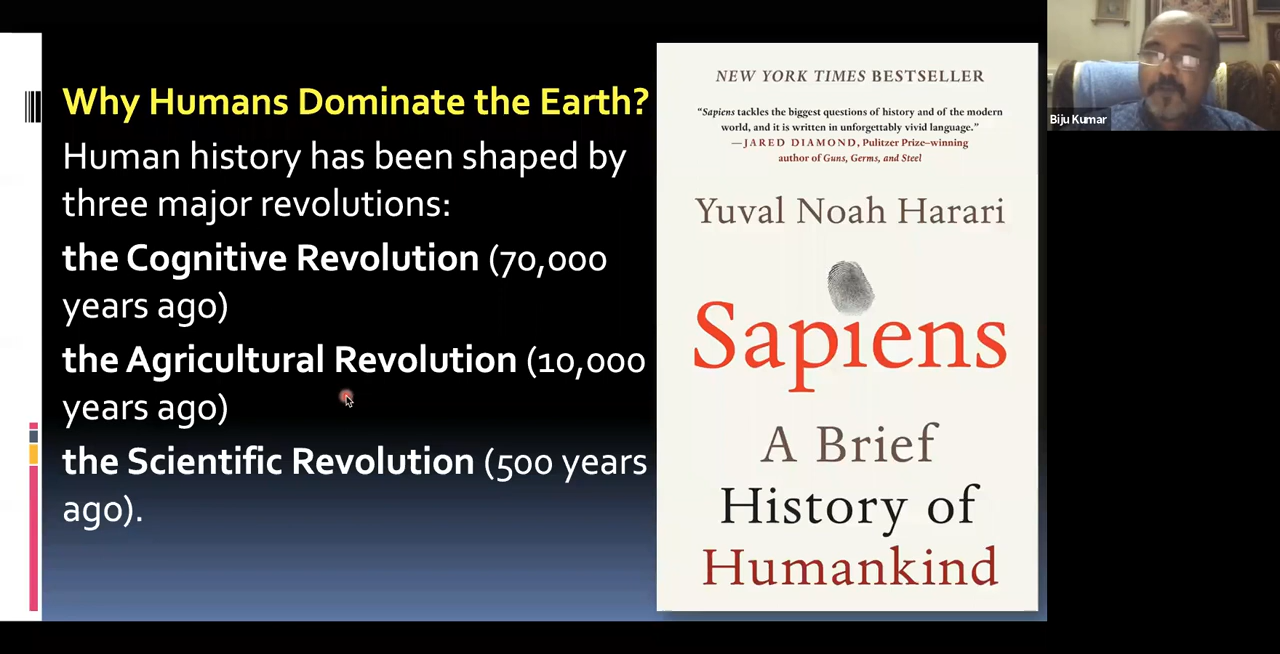 Why Humans Dominate the Earth?
Human history has been shaped by
three major revolutions:
the Cognitive Revolution (70,000
years ago)
the Agricultural Revolution (10,000
years ago)
the Scientific Revolution (500 years
ago).
NEW YORK TIMES BESTSELLER
“Sapiens tackles the biggest questions of history and of the modern
world, and it is written in unforgettably vivid language.”
—JARED DIAMOND, Pulitzer Prize–winning
author of Guns, Germs, and Steel
Yuval Noah Harari
Sapiens
A Brief
History of
Humankind
Biju Kumar